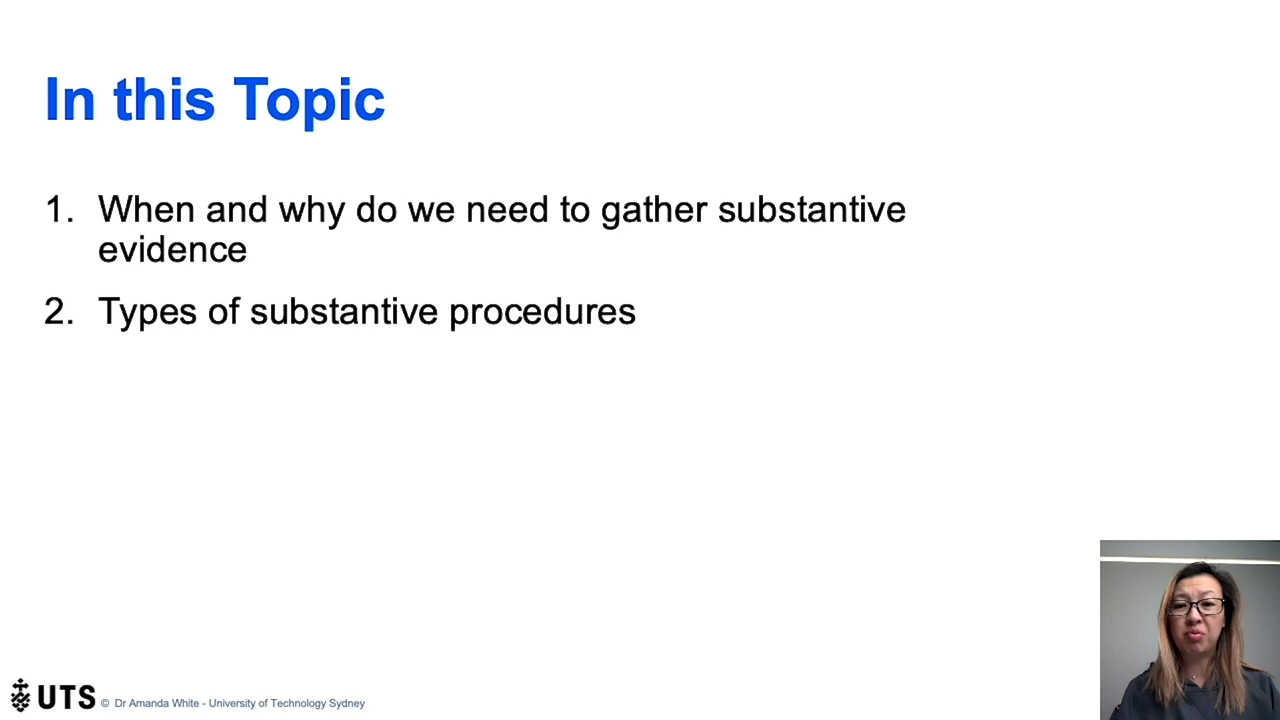 In this Topic
1. When and why do we need to gather substantive
evidence
2. Types of substantive procedures
UTS © Dr Amanda White - University of Technology Sydney